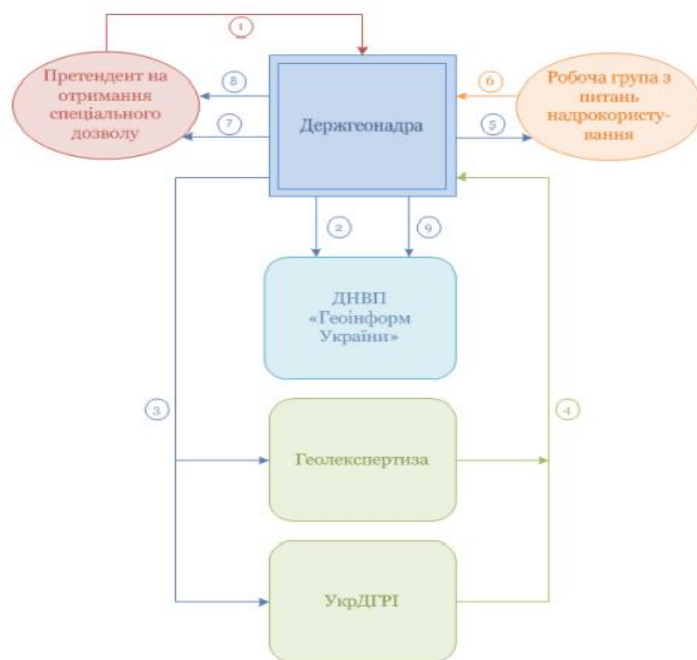 1
Претендент на
отримання
спеціального
дозволу
8
7
Держгеонадра
6
5
Робоча група з
питань
надрокористу-
вання
2
9
ДНВП
«Геоінформ
України»
3
4
Геолекспертиза
УкрДГРІ